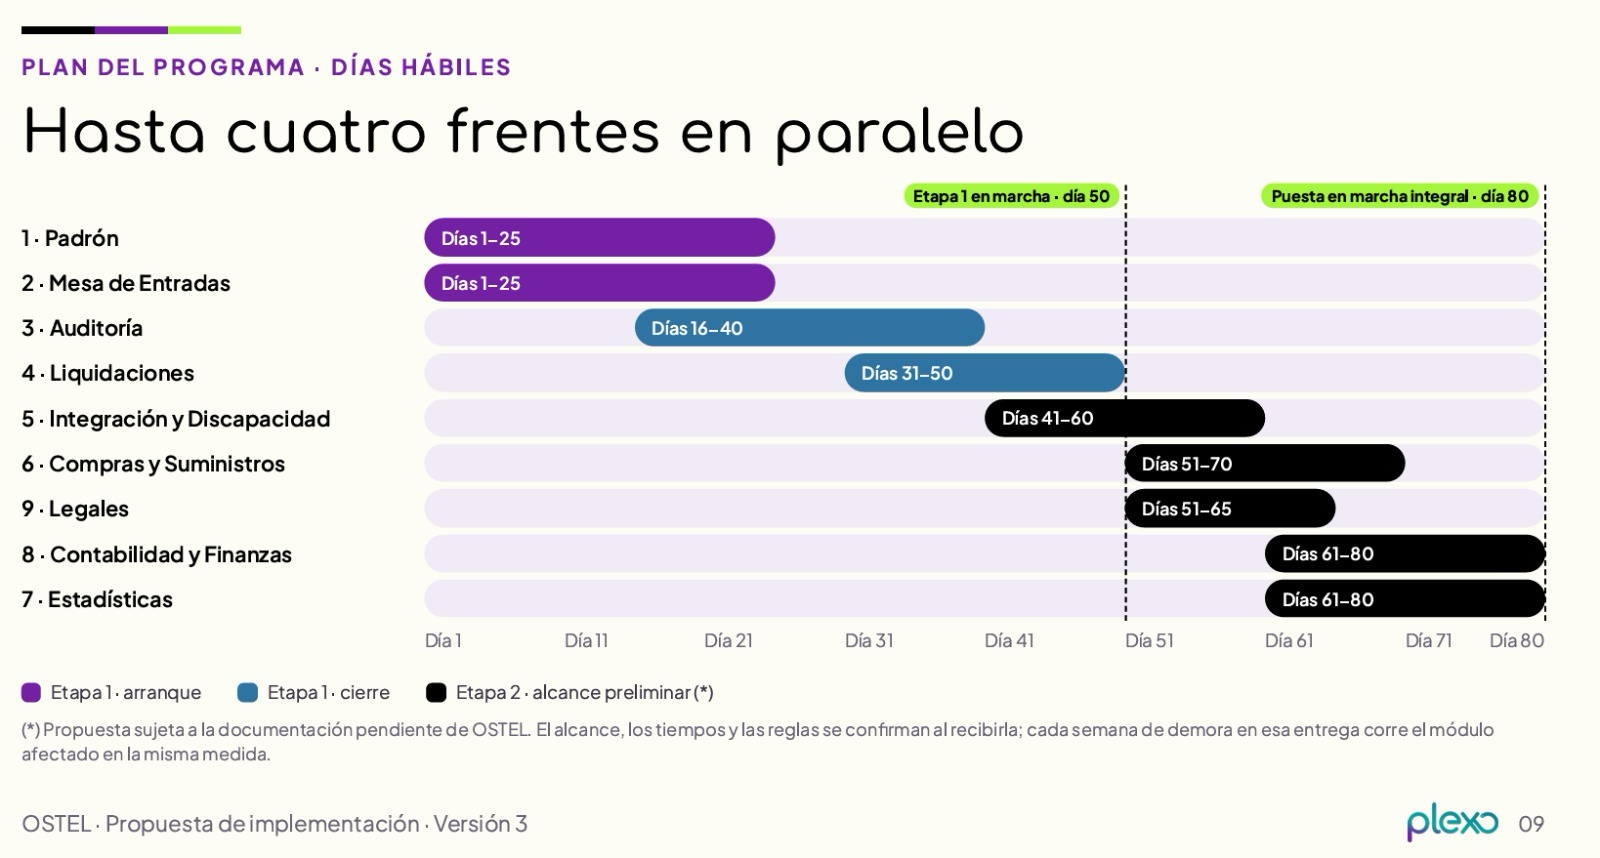 PLAN DEL PROGRAMA · DÍAS HÁBILES
Hasta cuatro frentes en paralelo
Etapa 1 en marcha · día 50
Puesta en marcha integral · día 80
1 · Padrón
Días 1–25
2 · Mesa de Entradas
Días 1–25
3 · Auditoría
Días 16–40
4 · Liquidaciones
Días 31–50
5 · Integración y Discapacidad
Días 41–60
6 · Compras y Suministros
Días 51–70
9 · Legales
Días 51–65
8 · Contabilidad y Finanzas
Días 61–80
7 · Estadísticas
Días 61–80
Día 1
Día 11
Día 21
Día 31
Día 41
Día 51
Día 61
Día 71
Día 80
Etapa 1 · arranque
Etapa 1 · cierre
Etapa 2 · alcance preliminar (*)
(*) Propuesta sujeta a la documentación pendiente de OSTEL. El alcance, los tiempos y las reglas se confirman al recibirla; cada semana de demora en esa entrega corre el módulo
afectado en la misma medida.
OSTEL · Propuesta de implementación · Versión 3
plexo
09